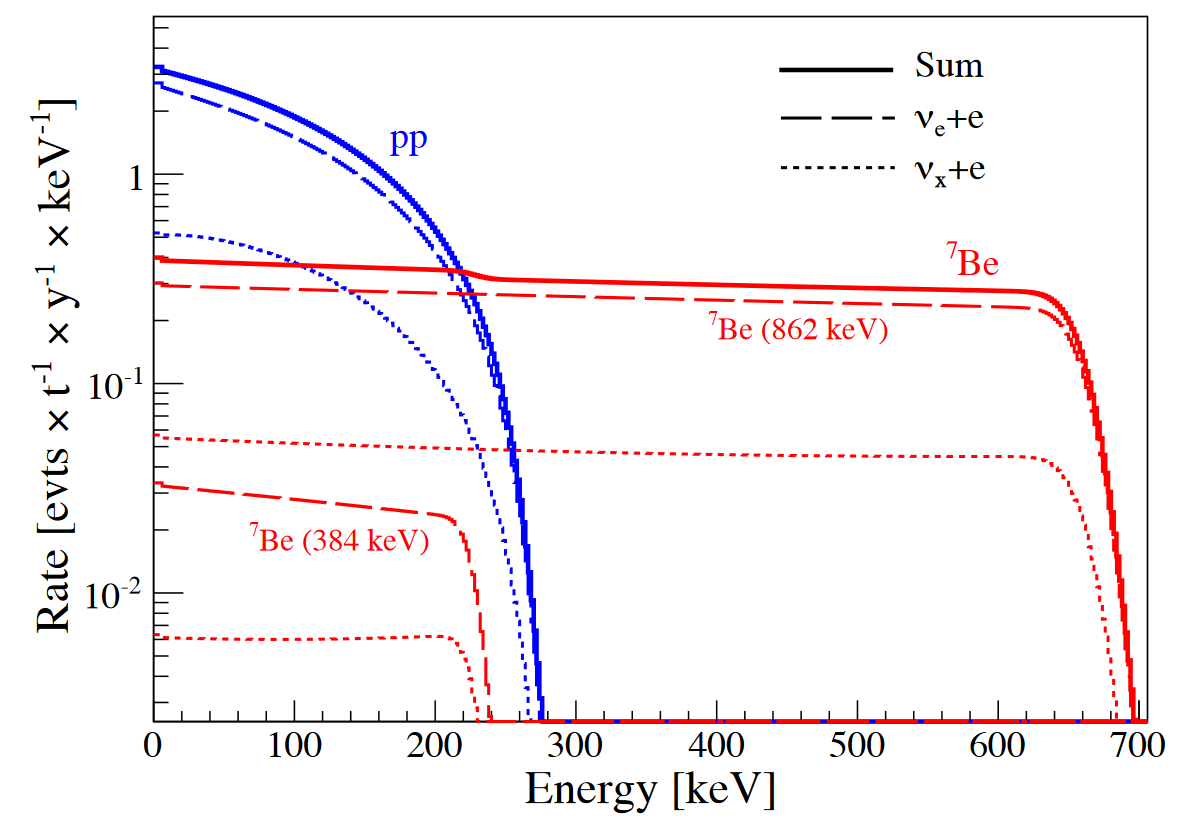 Sum
νe+e
νx+e
pp
⁷Be
⁷Be (862 keV)
⁷Be (384 keV)
1
10⁻¹
10⁻²
0 100 200 300 400 500 600 700
Energy [keV]
Rate [evts × t⁻¹ × y⁻¹ × keV⁻¹]